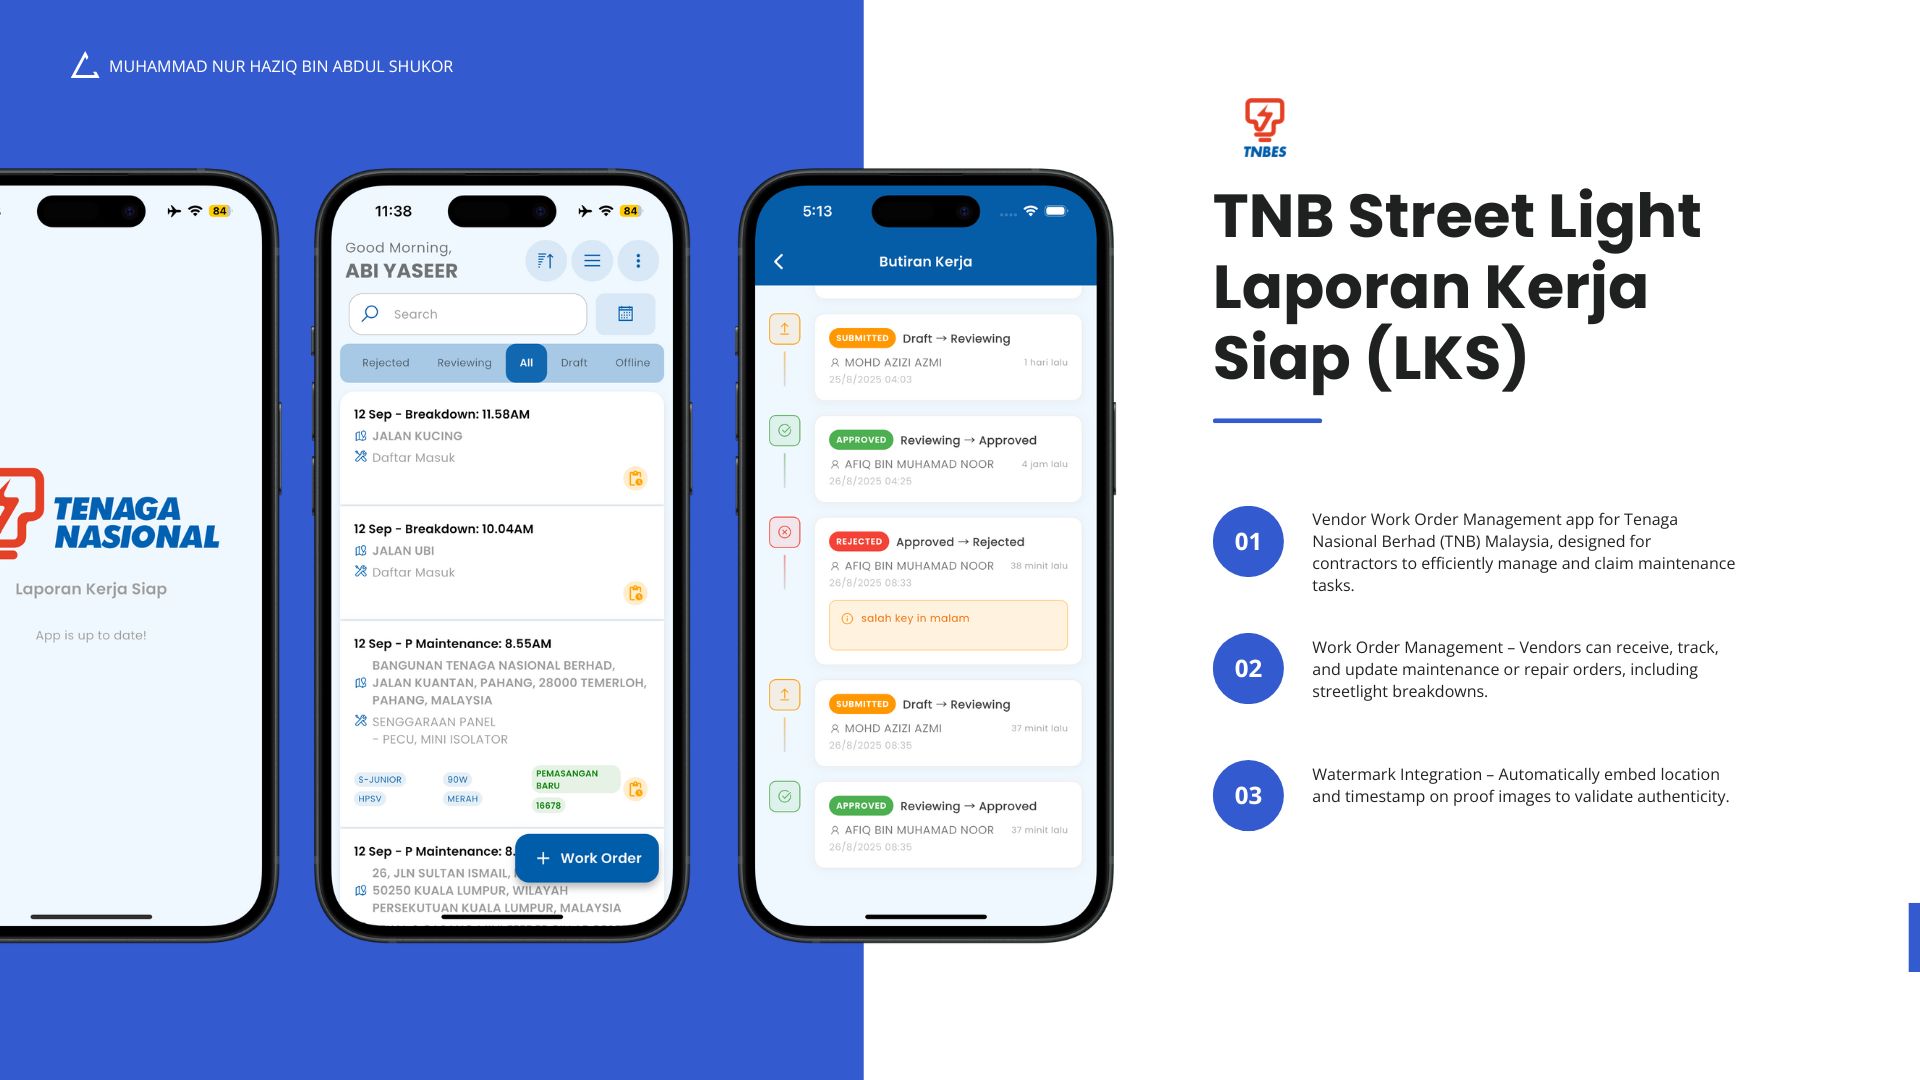 MUHAMMAD NUR HAZIQ BIN ABDUL SHUKOR
84
TENAGA
NASIONAL
Laporan Kerja Siap
App is up to date!
11:38
84
Good Morning,
ABI YASEER
Search
Rejected
Reviewing
All
Draft
Offline
12 Sep - Breakdown: 11.58AM
JALAN KUCING
Daftar Masuk
12 Sep - Breakdown: 10.04AM
JALAN UBI
Daftar Masuk
12 Sep - P Maintenance: 8.55AM
BANGUNAN TENAGA NASIONAL BERHAD,
JALAN KUANTAN, PAHANG, 28000 TEMERLOH,
PAHANG, MALAYSIA
SENGGARAAN PANEL
- PECU, MINI ISOLATOR
S-JUNIOR
90W
PEMASANGAN
BARU
HPSV
MERAH
16678
12 Sep - P Maintenance: 8.
+ Work Order
26, JLN SULTAN ISMAIL,
50250 KUALA LUMPUR, WILAYAH
PERSEKUTUAN KUALA LUMPUR, MALAYSIA
5:13
Butiran Kerja
SUBMITTED Draft → Reviewing
MOHD AZIZI AZMI 1 hari lalu
25/8/2025 04:03
APPROVED Reviewing → Approved
AFIQ BIN MUHAMAD NOOR 4 jam lalu
26/8/2025 04:25
REJECTED Approved → Rejected
AFIQ BIN MUHAMAD NOOR 38 minit lalu
26/8/2025 08:33
salah key in malam
SUBMITTED Draft → Reviewing
MOHD AZIZI AZMI 37 minit lalu
26/8/2025 08:35
APPROVED Reviewing → Approved
AFIQ BIN MUHAMAD NOOR 37 minit lalu
26/8/2025 08:35
TNBES
TNB Street Light
Laporan Kerja
Siap (LKS)
01
Vendor Work Order Management app for Tenaga
Nasional Berhad (TNB) Malaysia, designed for
contractors to efficiently manage and claim maintenance
tasks.
02
Work Order Management – Vendors can receive, track,
and update maintenance or repair orders, including
streetlight breakdowns.
03
Watermark Integration – Automatically embed location
and timestamp on proof images to validate authenticity.